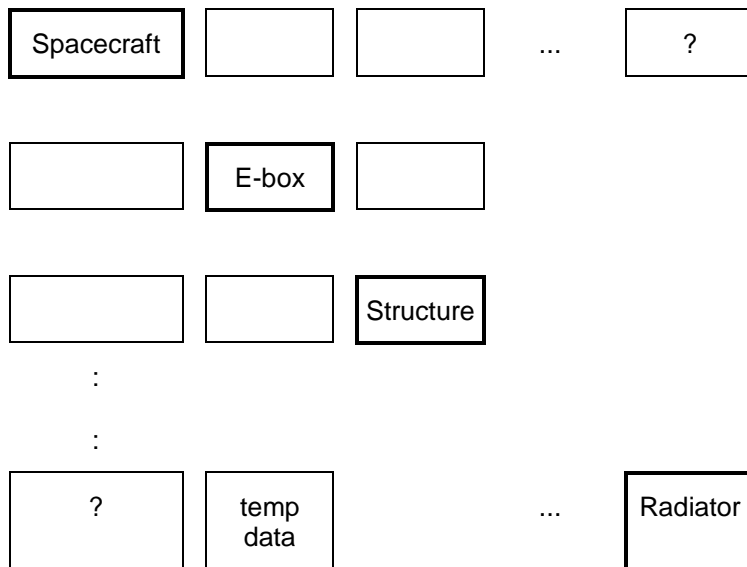 Spacecraft ... ?
E-box
Structure
:
:
? temp ... Radiator
data